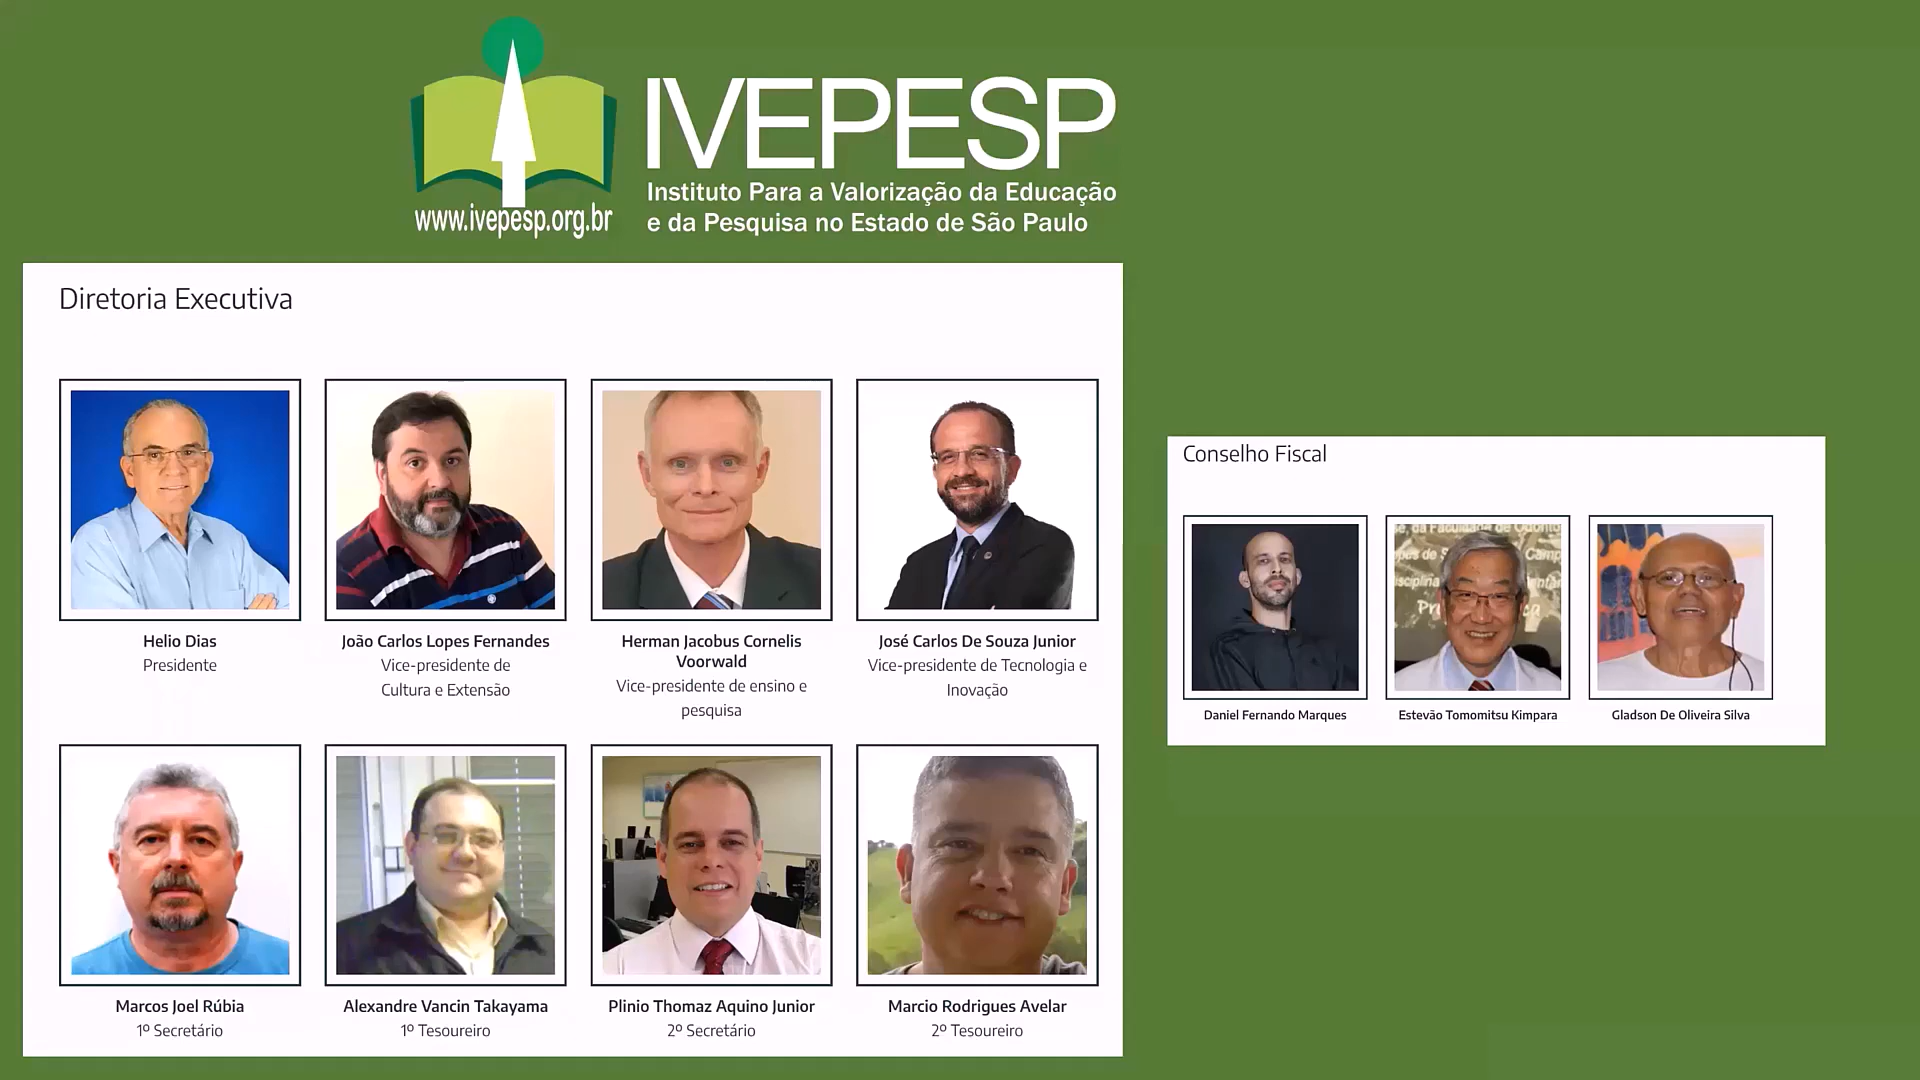 IVEPESP
Instituto Para a Valorização da Educação
e da Pesquisa no Estado de São Paulo
www.ivepesp.org.br
Diretoria Executiva
Helio Dias
Presidente
João Carlos Lopes Fernandes
Vice-presidente de
Cultura e Extensão
Herman Jacobus Cornelis
Voorwald
Vice-presidente de ensino e
pesquisa
José Carlos De Souza Junior
Vice-presidente de Tecnologia e
Inovação
Marcos Joel Rúbia
1º Secretário
Alexandre Vancin Takayama
1º Tesoureiro
Plinio Thomaz Aquino Junior
2º Secretário
Marcio Rodrigues Avelar
2º Tesoureiro
Conselho Fiscal
Daniel Fernando Marques
Estevão Tomomitsu Kimpara
Gladson De Oliveira Silva